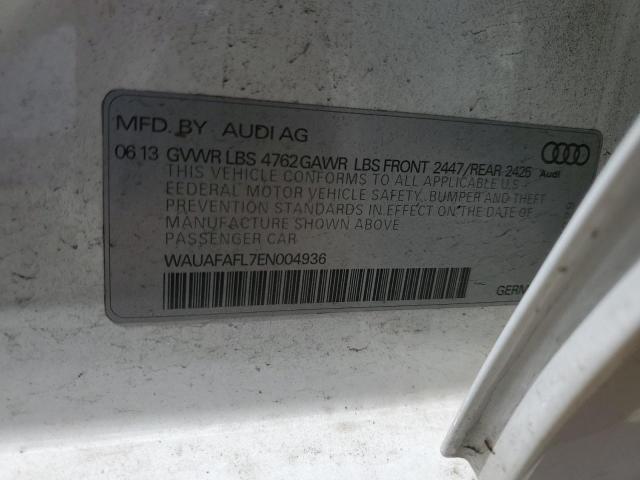 MFD. BY AUDI AG
06 13 GVWR LBS 4762 GAWR LBS FRONT 2447/REAR 2425
Audi
THIS VEHICLE CONFORMS TO ALL APPLICABLE U.S.
FEDERAL MOTOR VEHICLE SAFETY, BUMPER AND THEFT
PREVENTION STANDARDS IN EFFECT ON THE DATE OF
MANUFACTURE SHOWN ABOVE
PASSENGER CAR
WAUAFAFL7EN004936
GERM